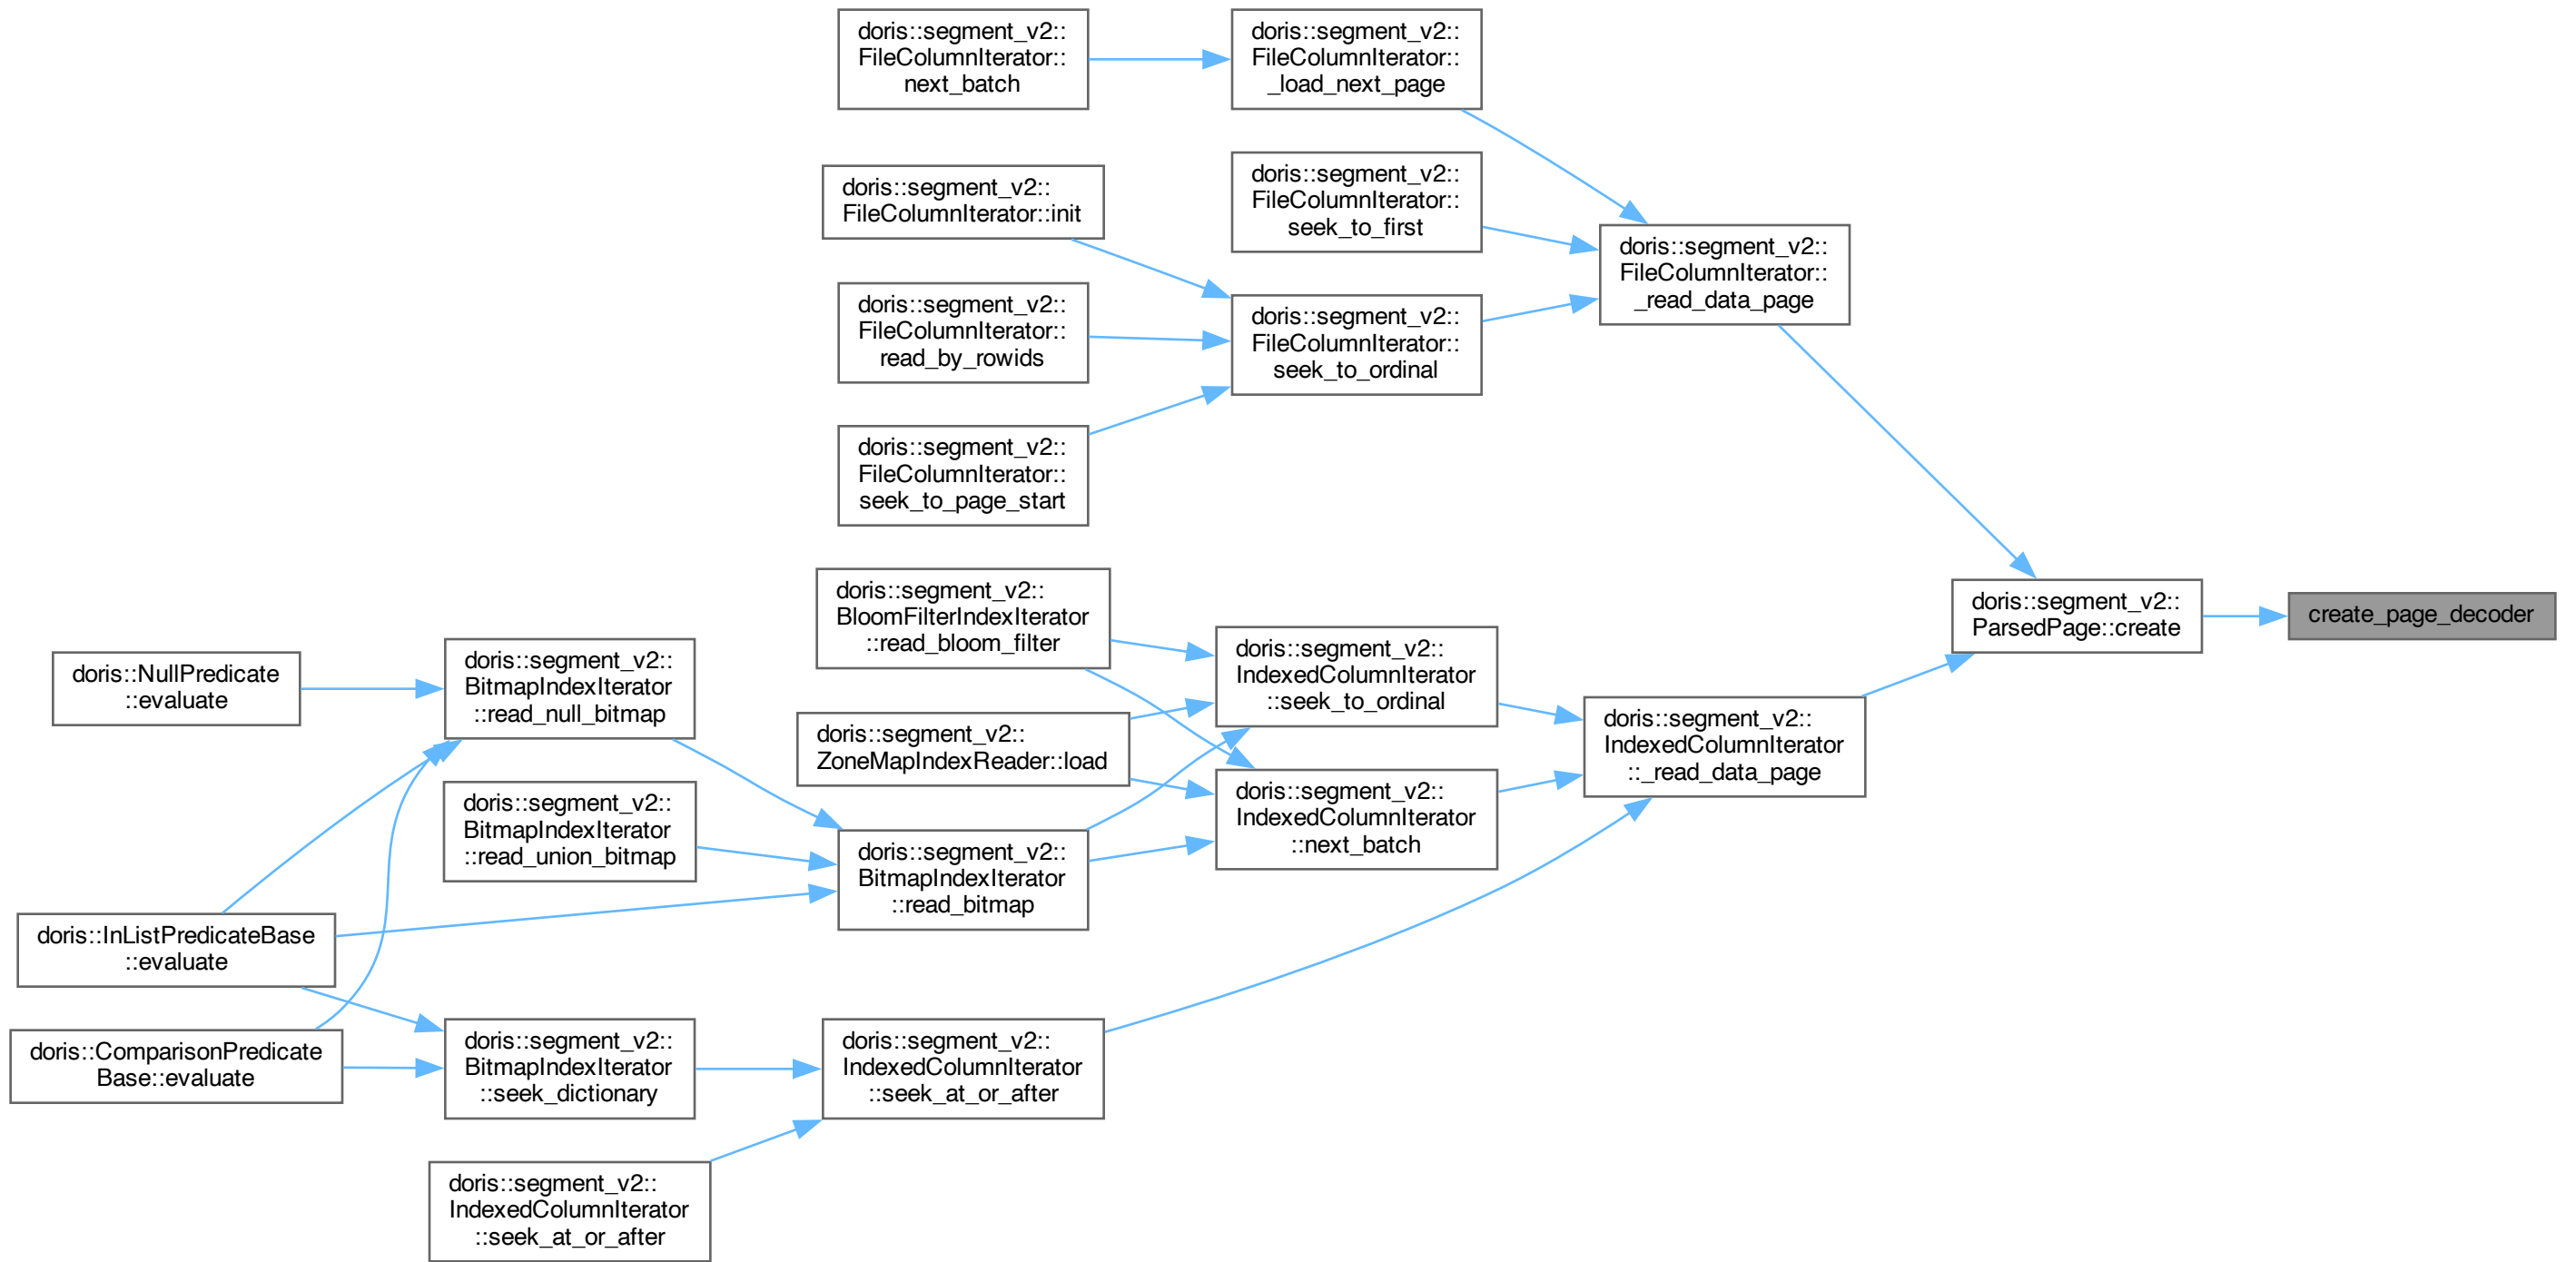 doris::segment_v2::
FileColumnIterator::
next_batch
doris::segment_v2::
FileColumnIterator::
_load_next_page
doris::segment_v2::
FileColumnIterator::init
doris::segment_v2::
FileColumnIterator::
seek_to_first
doris::segment_v2::
FileColumnIterator::
_read_data_page
doris::segment_v2::
FileColumnIterator::
read_by_rowids
doris::segment_v2::
FileColumnIterator::
seek_to_ordinal
doris::segment_v2::
FileColumnIterator::
seek_to_page_start
doris::segment_v2::
BloomFilterIndexIterator
::read_bloom_filter
doris::segment_v2::
ParsedPage::create
create_page_decoder
doris::NullPredicate
::evaluate
doris::segment_v2::
BitmapIndexIterator
::read_null_bitmap
doris::segment_v2::
IndexedColumnIterator
::seek_to_ordinal
doris::segment_v2::
ZoneMapIndexReader::load
doris::segment_v2::
IndexedColumnIterator
::_read_data_page
doris::segment_v2::
BitmapIndexIterator
::read_union_bitmap
doris::segment_v2::
IndexedColumnIterator
::next_batch
doris::segment_v2::
BitmapIndexIterator
::read_bitmap
doris::InListPredicateBase
::evaluate
doris::ComparisonPredicate
Base::evaluate
doris::segment_v2::
BitmapIndexIterator
::seek_dictionary
doris::segment_v2::
IndexedColumnIterator
::seek_at_or_after
doris::segment_v2::
IndexedColumnIterator
::seek_at_or_after